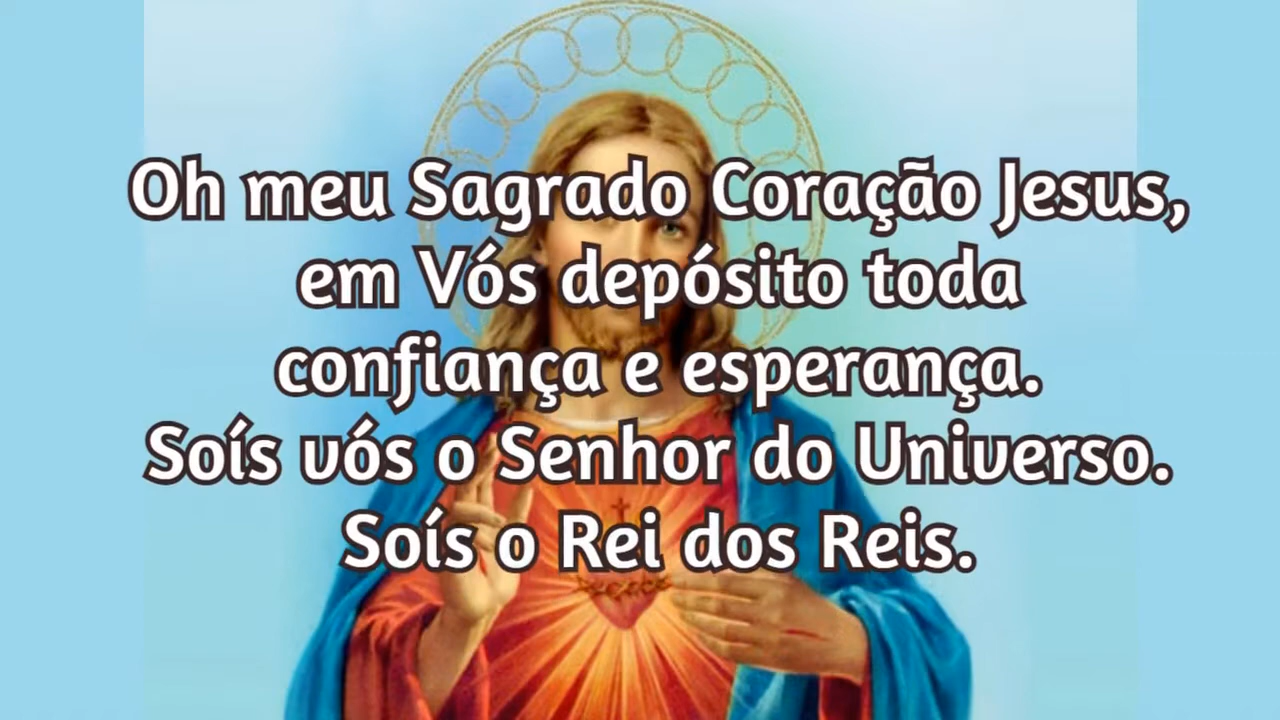 Oh meu Sagrado Coração Jesus,
em Vós depósito toda
confiança e esperança.
Soís vós o Senhor do Universo.
Soís o Rei dos Reis.